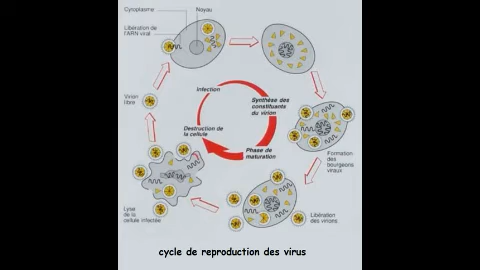 Cytoplasme
Noyau
Libération de
l'ARN viral
Virion
libre
Infection
Synthèse des
constituants
du virion
Destruction de
la cellule
Phase de
maturation
Formation
des
bourgeons
viraux
Lyse
de la
cellule infectée
Libération
des virions
cycle de reproduction des virus